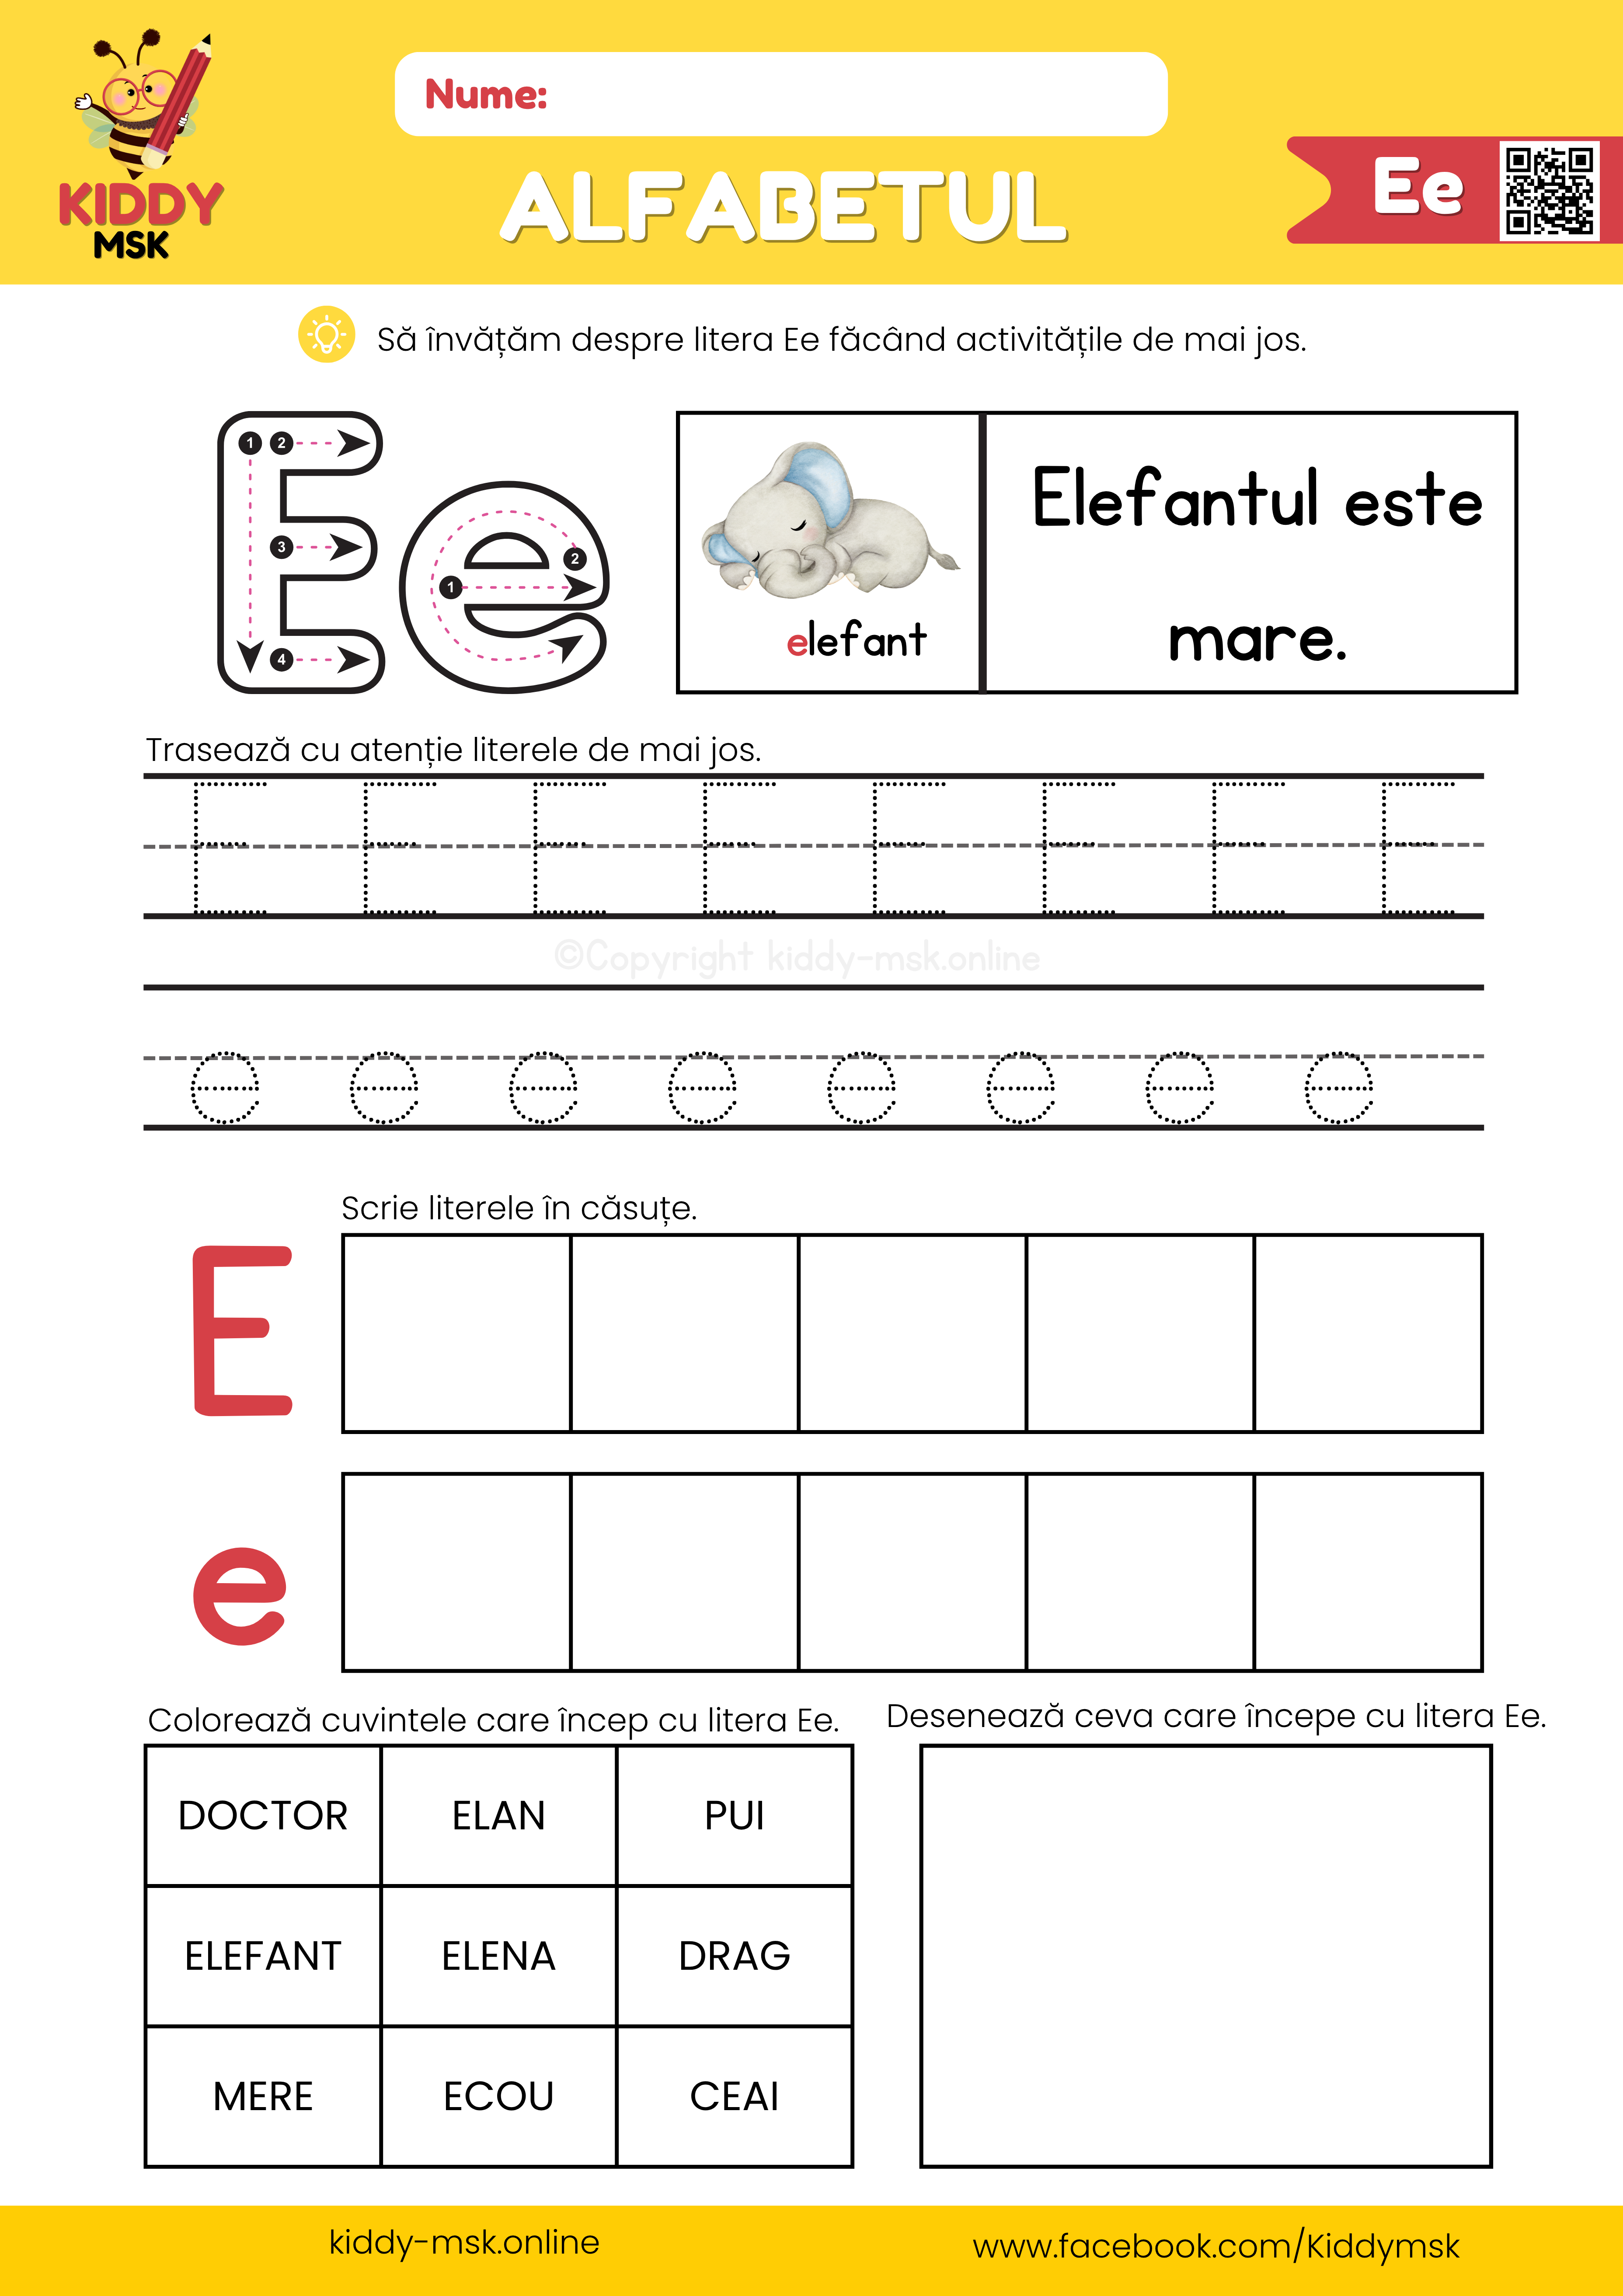 KIDDY
MSK
Nume:
ALFABETUL
Ee
Să învățăm despre litera Ee făcând activitățile de mai jos.
1 2
3
4
1 2
elefant
Elefantul este
mare.
Trasează cu atenție literele de mai jos.
E E E E E E E E
©Copyright kiddy-msk.online
e e e e e e e e
Scrie literele în căsuțe.
E
e
Colorează cuvintele care încep cu litera Ee.
DOCTOR ELAN PUI
ELEFANT ELENA DRAG
MERE ECOU CEAI
Desenează ceva care începe cu litera Ee.
kiddy-msk.online
www.facebook.com/Kiddymsk